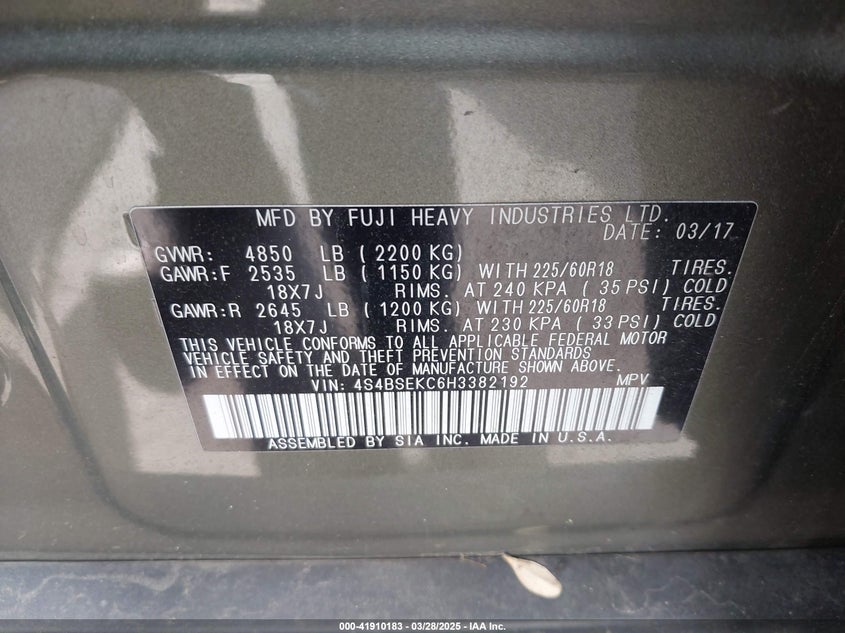 MFD BY FUJI HEAVY INDUSTRIES LTD.
DATE: 03/17
GVWR: 4850 LB (2200 KG)
GAWR:F 2535 LB (1150 KG) WITH 225/60R18 TIRES.
18X7J RIMS. AT 240 KPA (35 PSI) COLD
GAWR:R 2645 LB (1200 KG) WITH 225/60R18 TIRES.
18X7J RIMS. AT 230 KPA (33 PSI) COLD
THIS VEHICLE CONFORMS TO ALL APPLICABLE FEDERAL MOTOR
VEHICLE SAFETY AND THEFT PREVENTION STANDARDS
IN EFFECT ON THE DATE OF MANUFACTURE SHOWN ABOVE.
VIN: 4S4BSEKC6H3382192 MPV
ASSEMBLED BY SIA INC. MADE IN U.S.A.
000-41910183 - 03/28/2025 - IAA Inc.